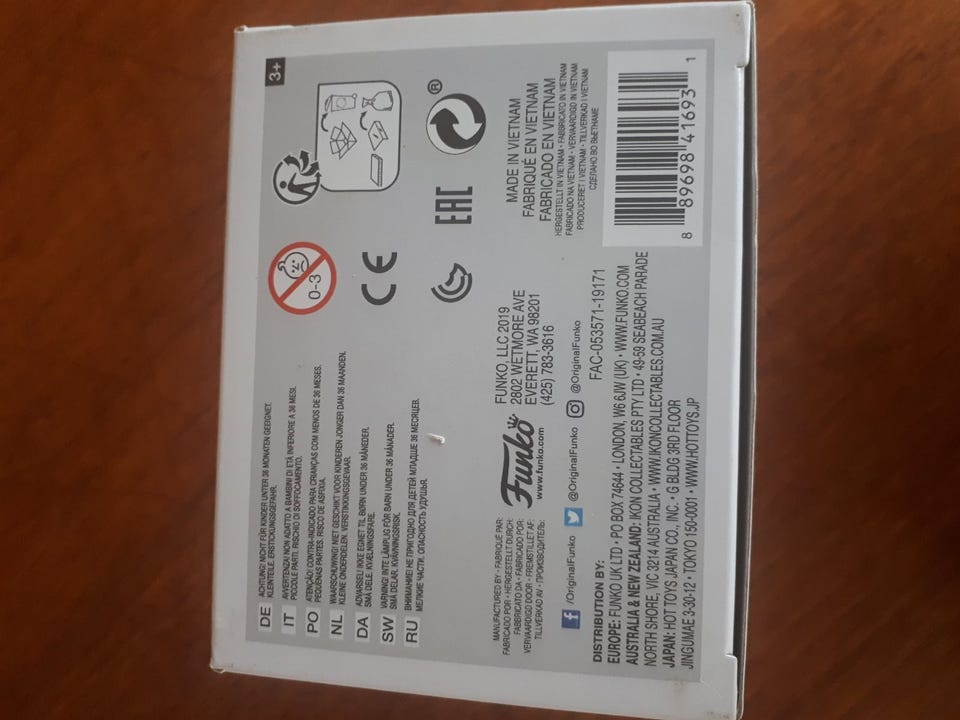 3+
DE ACHTUNG! NICHT FÜR KINDER UNTER 36 MONATEN GEEIGNET.
KLEINTEILE. ERSTICKUNGSGEFAHR.
IT AVVERTENZA! NON ADATTO A BAMBINI DI ETÀ INFERIORE A 36 MESI.
PICCOLE PARTI. RISCHIO DI SOFFOCAMENTO.
PO ATENÇÃO! CONTRA-INDICADO PARA CRIANÇAS COM MENOS DE 36 MESES.
PEQUENAS PARTES. RISCO DE ASFIXIA.
NL WAARSCHUWING! NIET GESCHIKT VOOR KINDEREN JONGER DAN 36 MAANDEN.
KLEINE ONDERDELEN. VERSTIKKINGSGEVAAR.
DA ADVARSEL! IKKE EGNET TIL BØRN UNDER 36 MÅNEDER.
SMÅ DELE. KVÆLNINGSFARE.
SW VARNING! INTE LÄMPLIG FÖR BARN UNDER 36 MÅNADER.
SMÅ DELAR. KVÄVNINGSRISK.
RU ВНИМАНИЕ! НЕ ПРИГОДНО ДЛЯ ДЕТЕЙ МЛАДШЕ 36 МЕСЯЦЕВ.
МЕЛКИЕ ЧАСТИ. ОПАСНОСТЬ УДУШЬЯ.
0-3
CE
EAC
®
MANUFACTURED BY • FABRIQUÉ PAR:
FABRICADO POR • HERGESTELLT DURCH:
FABBRICATO DA • FABRICADO POR:
VERVAARDIGD DOOR • FREMSTILLET AF:
TILLVERKAD AV • ПРОИЗВОДИТЕЛЬ:
Funko
www.funko.com
FUNKO, LLC 2019
2802 WETMORE AVE
EVERETT, WA 98201
(425) 783-3616
MADE IN VIETNAM
FABRIQUÉ EN VIETNAM
FABRICADO EN VIETNAM
HERGESTELLT IN VIETNAM • FABBRICATO IN VIETNAM
FABRICADO NA VIETNAM • VERVAARDIGD IN VIETNAM
PRODUCERET I VIETNAM • TILLVERKAD I VIETNAM
СДЕЛАНО ВО ВЬЕТНАМЕ
f /OriginalFunko @OriginalFunko @OriginalFunko
FAC-053571-19171
DISTRIBUTION BY:
EUROPE: FUNKO UK LTD • PO BOX 74644 • LONDON, W6 6JW (UK) • WWW.FUNKO.COM
AUSTRALIA & NEW ZEALAND: IKON COLLECTABLES PTY LTD • 49-59 SEABEACH PARADE
NORTH SHORE, VIC 3214 AUSTRALIA • WWW.IKONCOLLECTABLES.COM.AU
JAPAN: HOT TOYS JAPAN CO., INC. • G BLDG 3RD FLOOR
JINGUMAE 3-30-12 • TOKYO 150-0001 • WWW.HOTTOYS.JP
8 89698 41693 1